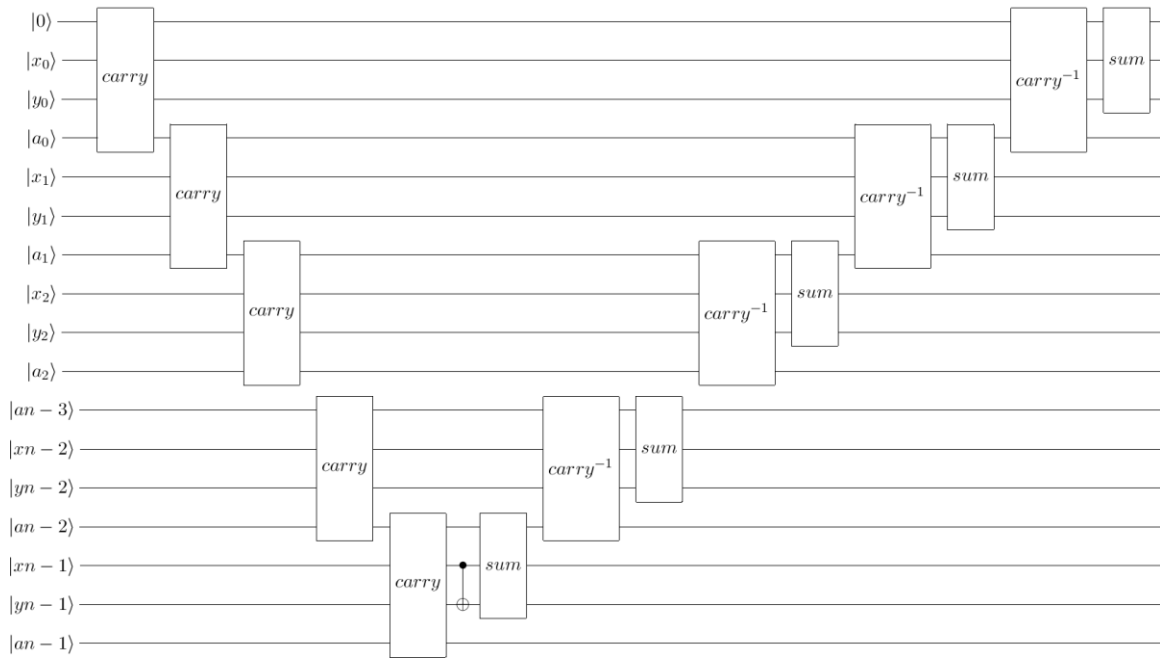 |0⟩
|x₀⟩
carry
carry⁻¹
sum
|y₀⟩
|a₀⟩
|x₁⟩
carry
carry⁻¹
sum
|y₁⟩
|a₁⟩
|x₂⟩
carry
carry⁻¹
sum
|y₂⟩
|a₂⟩
|an − 3⟩
|xn − 2⟩
carry
carry⁻¹
sum
|yn − 2⟩
|an − 2⟩
|xn − 1⟩
carry
sum
|yn − 1⟩
|an − 1⟩